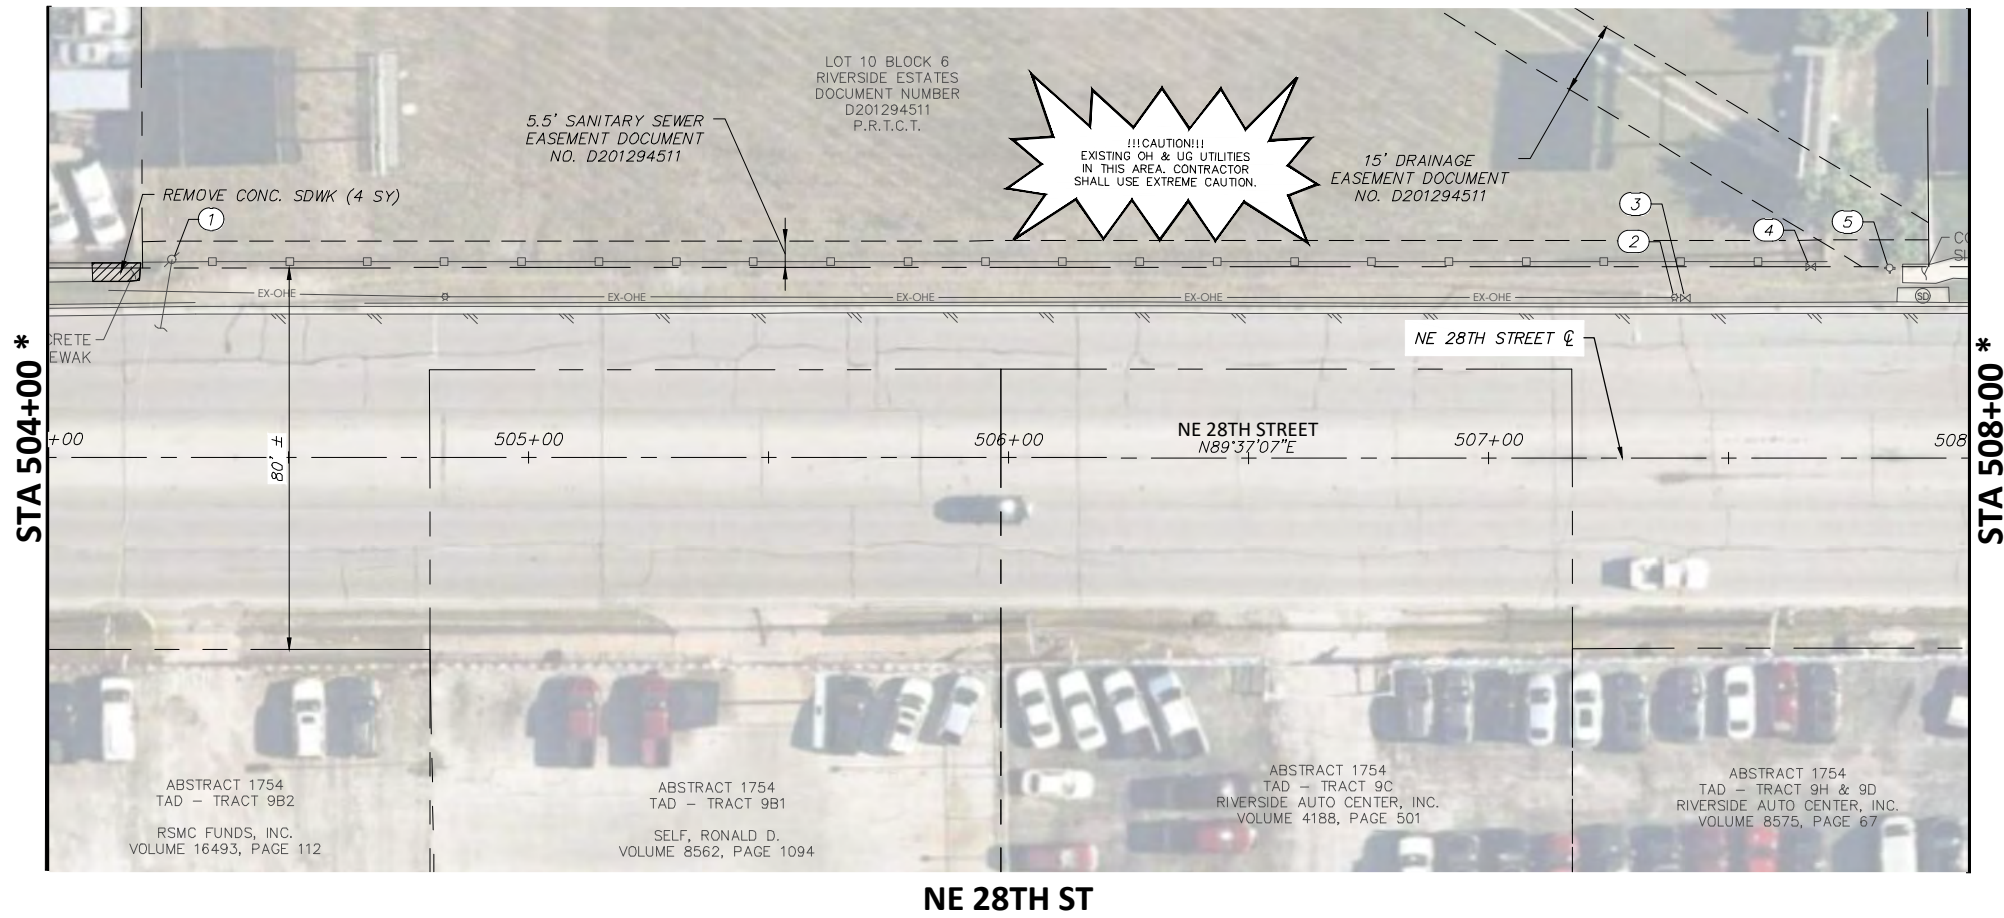 LOT 10 BLOCK 6
RIVERSIDE ESTATES
DOCUMENT NUMBER
D201294511
P.R.T.C.T.
5.5' SANITARY SEWER
EASEMENT DOCUMENT
NO. D201294511
!!!CAUTION!!!
EXISTING OH & UG UTILITIES
IN THIS AREA. CONTRACTOR
SHALL USE EXTREME CAUTION.
15' DRAINAGE
EASEMENT DOCUMENT
NO. D201294511
REMOVE CONC. SDWK (4 SY)
1
3
2
4
5
CO
S
EX-OHE
EX-OHE
EX-OHE
EX-OHE
EX-OHE
SD
CRETE
EWAK
NE 28TH STREET ℄
STA 504+00 *
STA 508+00 *
80' ±
+00
505+00
506+00
NE 28TH STREET
N89°37'07"E
507+00
508
ABSTRACT 1754
TAD - TRACT 9B2
RSMC FUNDS, INC.
VOLUME 16493, PAGE 112
ABSTRACT 1754
TAD - TRACT 9B1
SELF, RONALD D.
VOLUME 8562, PAGE 1094
ABSTRACT 1754
TAD - TRACT 9C
RIVERSIDE AUTO CENTER, INC.
VOLUME 4188, PAGE 501
ABSTRACT 1754
TAD - TRACT 9H & 9D
RIVERSIDE AUTO CENTER, INC.
VOLUME 8575, PAGE 67
NE 28TH ST